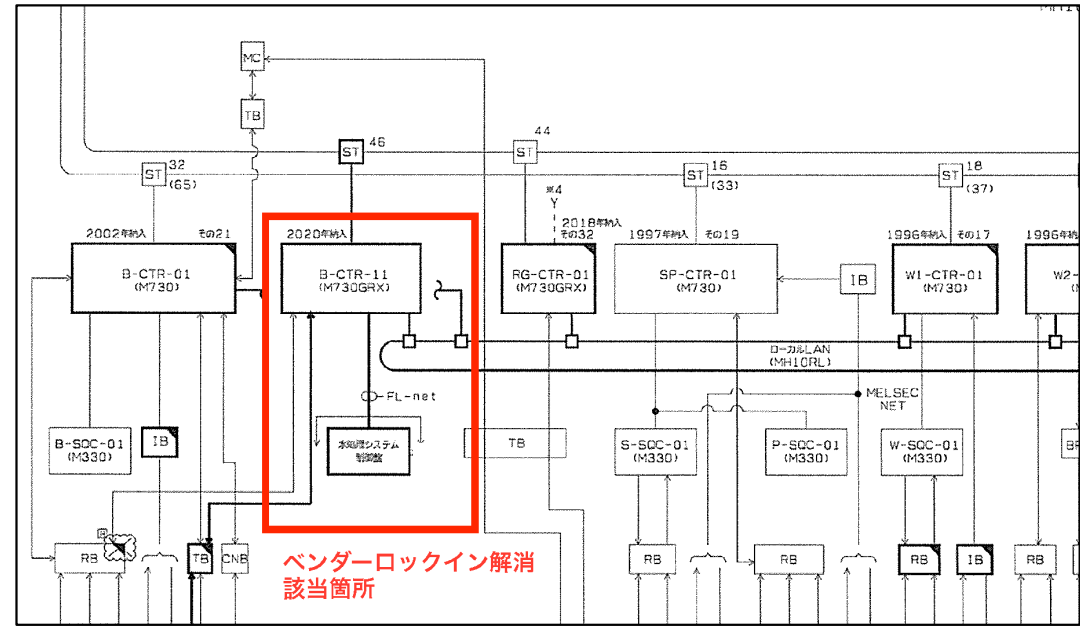 MC
TB
ST
46
ST
44
ST
32
(65)
ST
16
(33)
ST
18
(37)
※4
Y
2002年納入
その21
2020年納入
2018年納入
その32
1997年納入
その19
1996年納入
その17
1996年納
B-CTR-01
(M730)
B-CTR-11
(M730GRX)
RG-CTR-01
(M730GRX)
SP-CTR-01
(M730)
IB
W1-CTR-01
(M730)
W2-
ローカルLAN
(MH10RL)
FL-net
MELSEC
NET
B-SQC-01
(M330)
IB
水処理システム
制御盤
TB
S-SQC-01
(M330)
P-SQC-01
(M330)
W-SQC-01
(M330)
RB
TB
CNB
ベンダーロックイン解消
該当箇所
RB
RB
RB
IB
RB